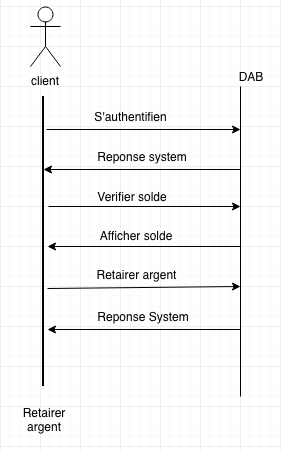 client
DAB
S'authentifien
Reponse system
Verifier solde
Afficher solde
Retairer argent
Reponse System
Retairer
argent